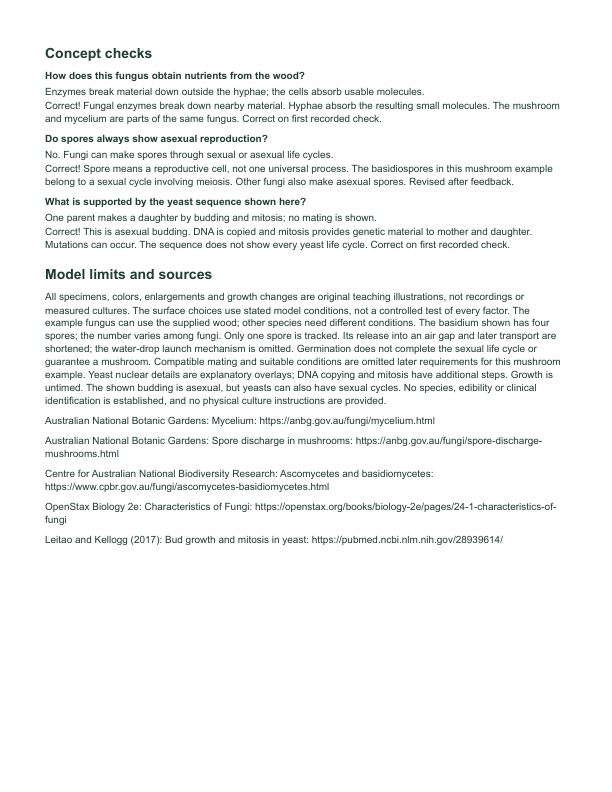 Concept checks
How does this fungus obtain nutrients from the wood?
Enzymes break material down outside the hyphae; the cells absorb usable molecules.
Correct! Fungal enzymes break down nearby material. Hyphae absorb the resulting small molecules. The mushroom
and mycelium are parts of the same fungus. Correct on first recorded check.
Do spores always show asexual reproduction?
No. Fungi can make spores through sexual or asexual life cycles.
Correct! Spore means a reproductive cell, not one universal process. The basidiospores in this mushroom example
belong to a sexual cycle involving meiosis. Other fungi also make asexual spores. Revised after feedback.
What is supported by the yeast sequence shown here?
One parent makes a daughter by budding and mitosis; no mating is shown.
Correct! This is asexual budding. DNA is copied and mitosis provides genetic material to mother and daughter.
Mutations can occur. The sequence does not show every yeast life cycle. Correct on first recorded check.
Model limits and sources
All specimens, colors, enlargements and growth changes are original teaching illustrations, not recordings or
measured cultures. The surface choices use stated model conditions, not a controlled test of every factor. The
example fungus can use the supplied wood; other species need different conditions. The basidium shown has four
spores; the number varies among fungi. Only one spore is tracked. Its release into an air gap and later transport are
shortened; the water-drop launch mechanism is omitted. Germination does not complete the sexual life cycle or
guarantee a mushroom. Compatible mating and suitable conditions are omitted later requirements for this mushroom
example. Yeast nuclear details are explanatory overlays; DNA copying and mitosis have additional steps. Growth is
untimed. The shown budding is asexual, but yeasts can also have sexual cycles. No species, edibility or clinical
identification is established, and no physical culture instructions are provided.
Australian National Botanic Gardens: Mycelium: https://anbg.gov.au/fungi/mycelium.html
Australian National Botanic Gardens: Spore discharge in mushrooms: https://anbg.gov.au/fungi/spore-discharge-
mushrooms.html
Centre for Australian National Biodiversity Research: Ascomycetes and basidiomycetes:
https://www.cpbr.gov.au/fungi/ascomycetes-basidiomycetes.html
OpenStax Biology 2e: Characteristics of Fungi: https://openstax.org/books/biology-2e/pages/24-1-characteristics-of-
fungi
Leitao and Kellogg (2017): Bud growth and mitosis in yeast: https://pubmed.ncbi.nlm.nih.gov/28939614/